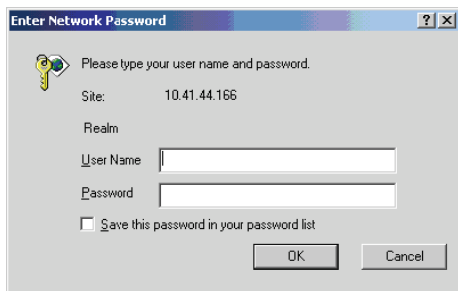 Enter Network Password
Please type your user name and password.
Site: 10.41.44.166
Realm
User Name
Password
Save this password in your password list
OK Cancel